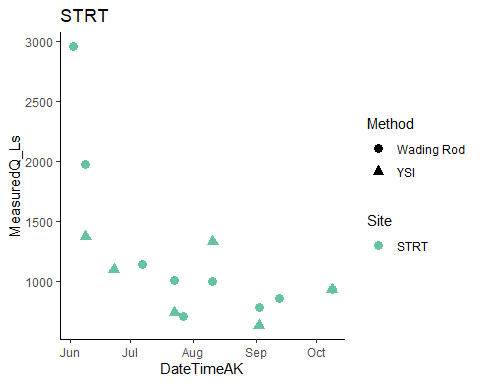 STRT
3000
2500
2000
1500
1000
MeasuredQ_Ls
Jun
Jul
Aug
Sep
Oct
DateTimeAK
Method
Wading Rod
YSI
Site
STRT